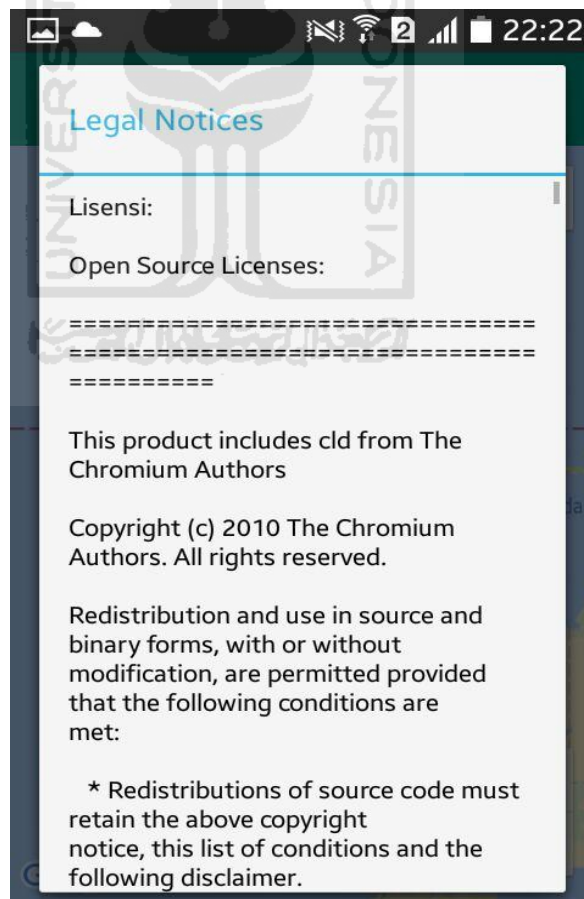 2 22:22
Legal Notices
Lisensi:
Open Source Licenses:
================================
================================
==========
This product includes cld from The
Chromium Authors
Copyright (c) 2010 The Chromium
Authors. All rights reserved.
Redistribution and use in source and
binary forms, with or without
modification, are permitted provided
that the following conditions are
met:
* Redistributions of source code must
retain the above copyright
notice, this list of conditions and the
following disclaimer.